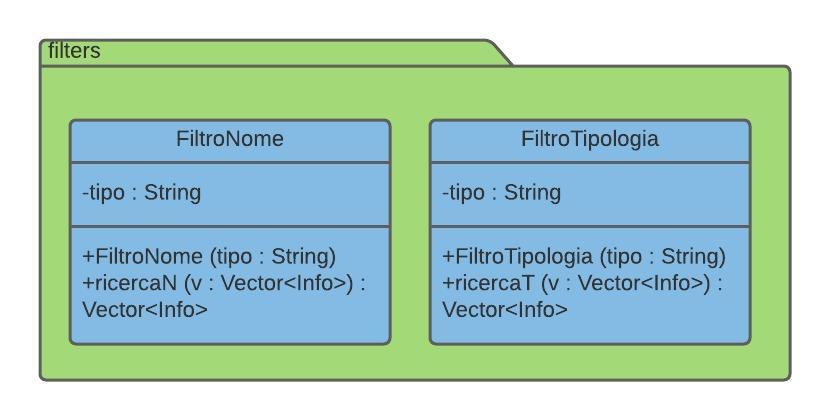 filters
FiltroNome
-tipo : String
+FiltroNome (tipo : String)
+ricercaN (v : Vector<Info>) :
Vector<Info>
FiltroTipologia
-tipo : String
+FiltroTipologia (tipo : String)
+ricercaT (v : Vector<Info>) :
Vector<Info>